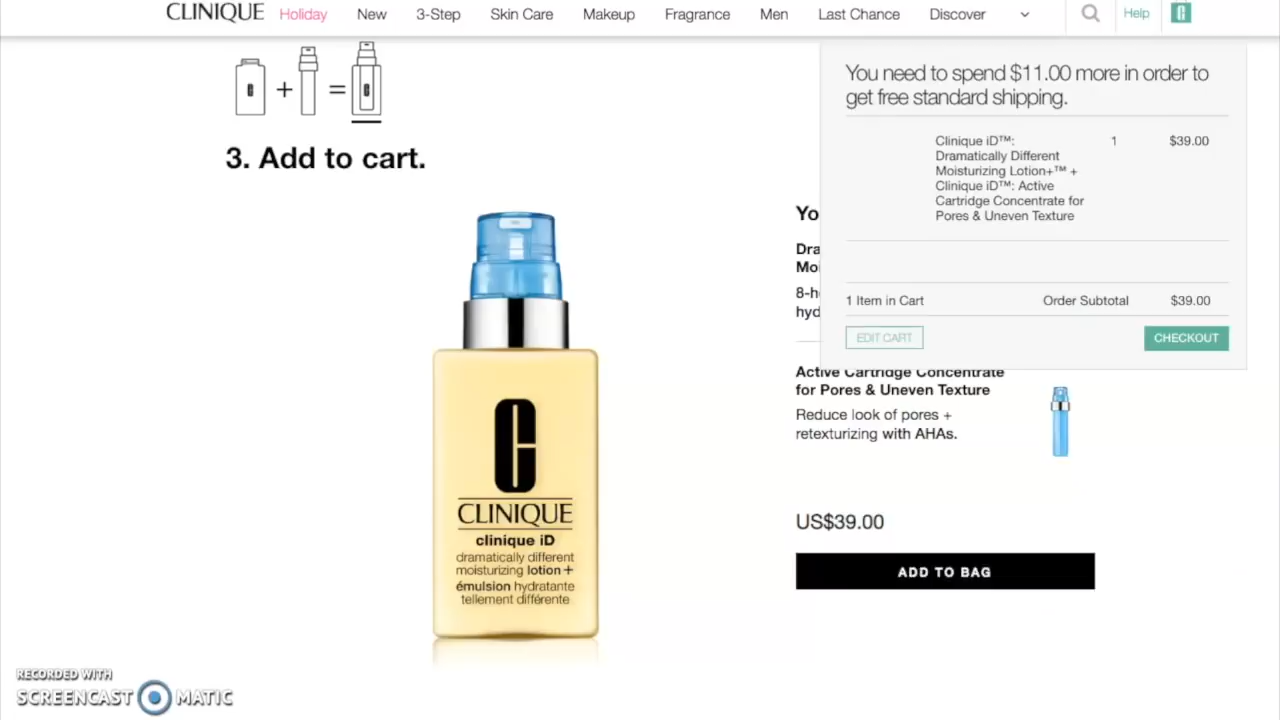 CLINIQUE
Holiday
New
3-Step
Skin Care
Makeup
Fragrance
Men
Last Chance
Discover
Help
You need to spend $11.00 more in order to
get free standard shipping.
Clinique iD™:
Dramatically Different
Moisturizing Lotion+™ +
Clinique iD™: Active
Cartridge Concentrate for
Pores & Uneven Texture
1
$39.00
1 Item in Cart
Order Subtotal
$39.00
EDIT CART
CHECKOUT
+
=
3. Add to cart.
Yo
Dra
Mo
8-h
hyd
Active Cartridge Concentrate
for Pores & Uneven Texture
Reduce look of pores +
retexturizing with AHAs.
US$39.00
ADD TO BAG
CLINIQUE
clinique iD
dramatically different
moisturizing lotion +
émulsion hydratante
tellement différente
RECORDED WITH
SCREENCAST MATIC